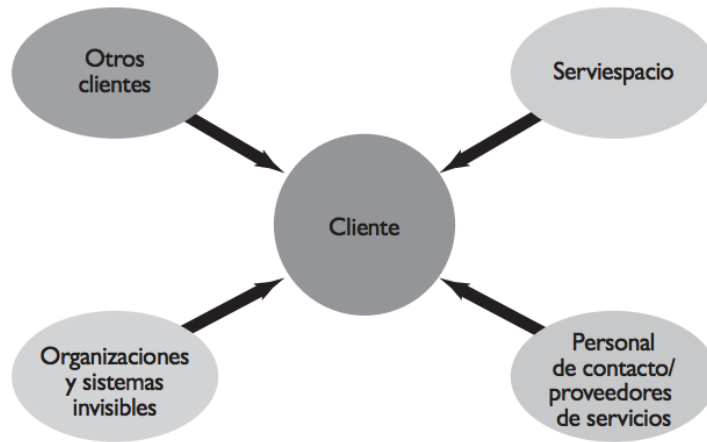 Otros
clientes
Serviespacio
Cliente
Organizaciones
y sistemas
invisibles
Personal
de contacto/
proveedores
de servicios